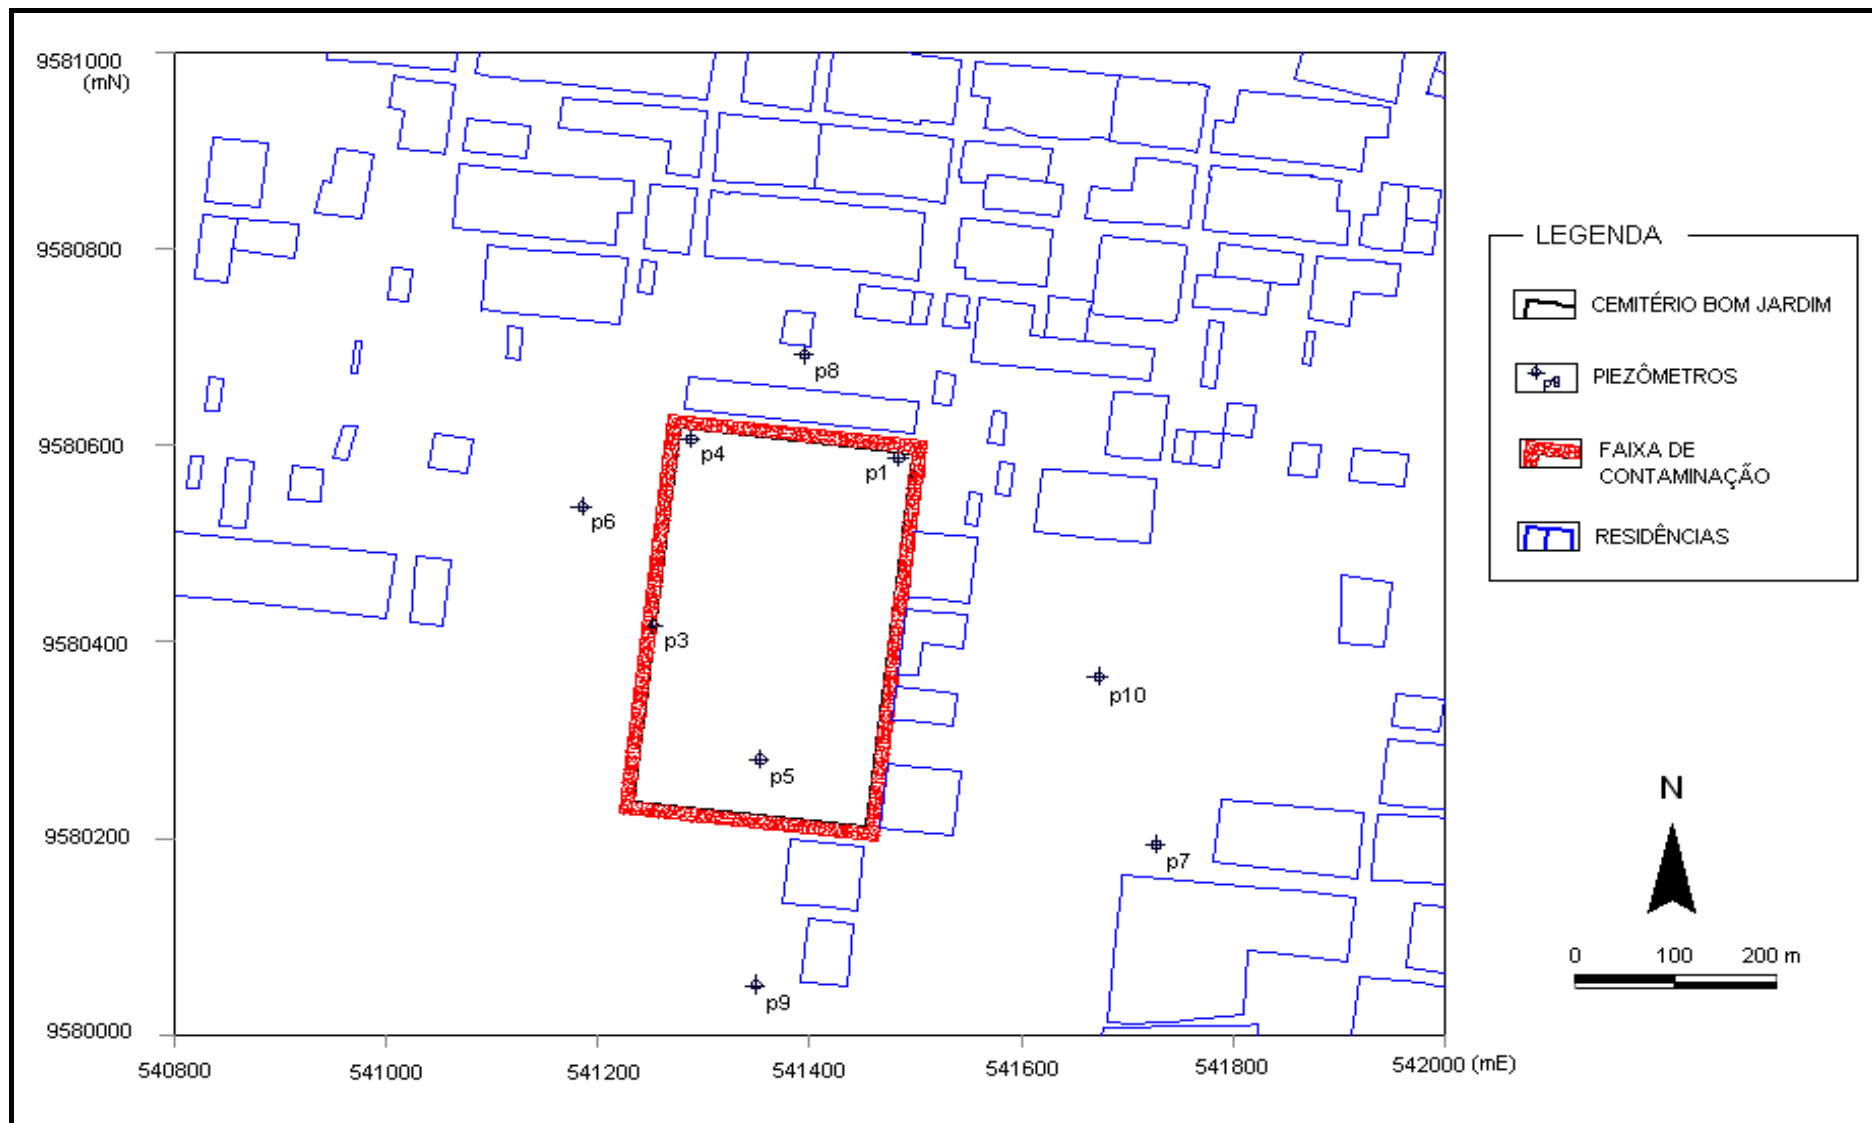 9581000
(mN)
9580800
9580600
9580400
9580200
9580000
540800
541000
541200
541400
541600
541800
542000 (mE)
p8
p4
p1
p6
p3
p10
p5
p7
p9
LEGENDA
CEMITÉRIO BOM JARDIM
PIEZÔMETROS
FAIXA DE
CONTAMINAÇÃO
RESIDÊNCIAS
N
0 100 200 m